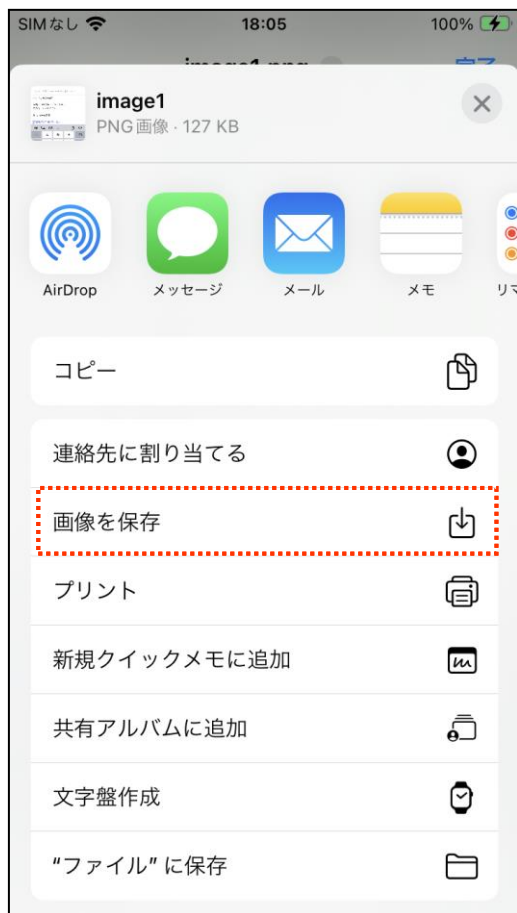 SIMなし 18:05 100%
image1
PNG画像 · 127 KB
AirDrop メッセージ メール メモ リマ
コピー
連絡先に割り当てる
画像を保存
プリント
新規クイックメモに追加
共有アルバムに追加
文字盤作成
“ファイル” に保存